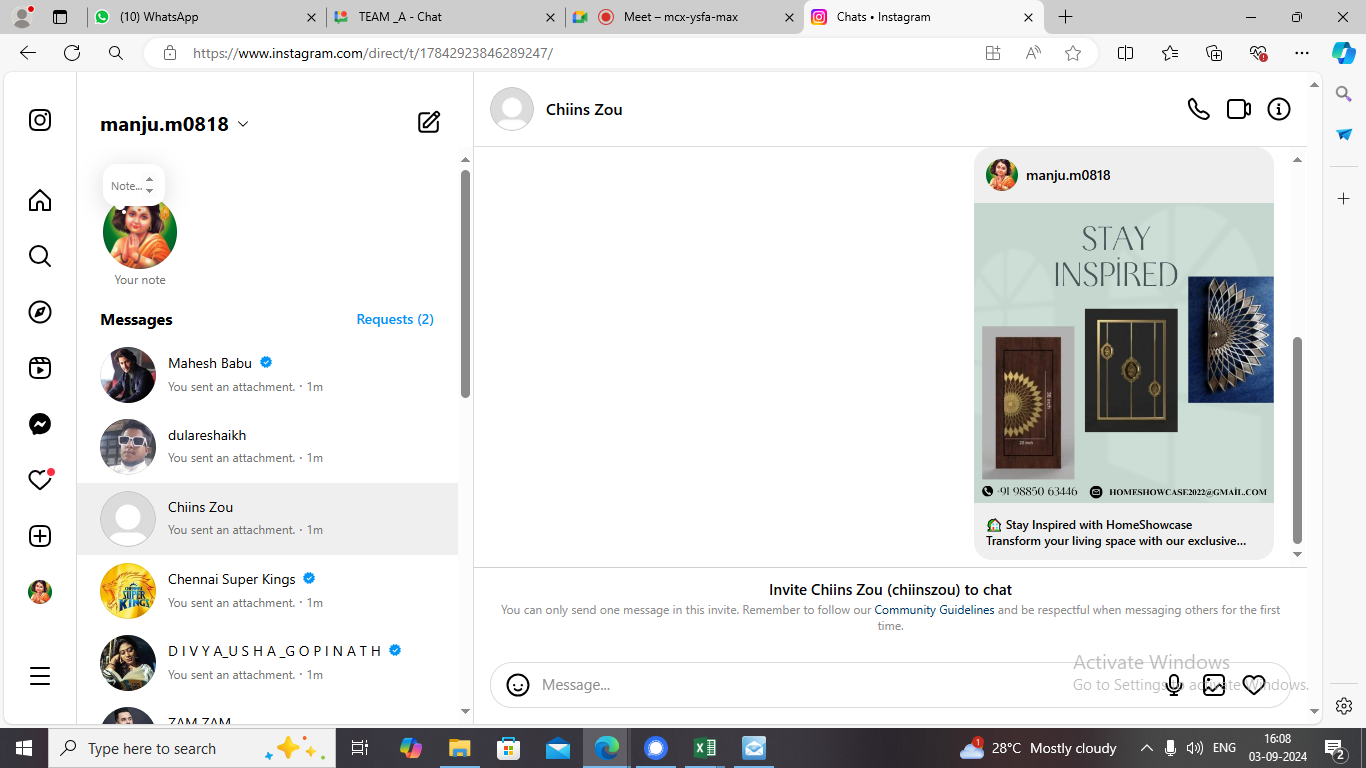 (10) WhatsApp
TEAM _A - Chat
Meet – mcx-ysfa-max
Chats • Instagram
https://www.instagram.com/direct/t/17842923846289247/
manju.m0818
Note...
Your note
Messages
Requests (2)
Mahesh Babu
You sent an attachment. · 1m
dulareshaikh
You sent an attachment. · 1m
Chiins Zou
You sent an attachment. · 1m
Chennai Super Kings
You sent an attachment. · 1m
D I V Y A_U S H A _G O P I N A T H
You sent an attachment. · 1m
ZAM ZAM
Chiins Zou
manju.m0818
STAY
INSPIRED
36 inch
20 inch
+91 98850 63446
HOMESHOWCASE2022@GMAIL.COM
Stay Inspired with HomeShowcase
Transform your living space with our exclusive...
Invite Chiins Zou (chiinszou) to chat
You can only send one message in this invite. Remember to follow our Community Guidelines and be respectful when messaging others for the first
time.
Message...
Activate Windows
Go to Settings to activate Windows.
Type here to search
1
28°C Mostly cloudy
ENG
16:08
03-09-2024
2